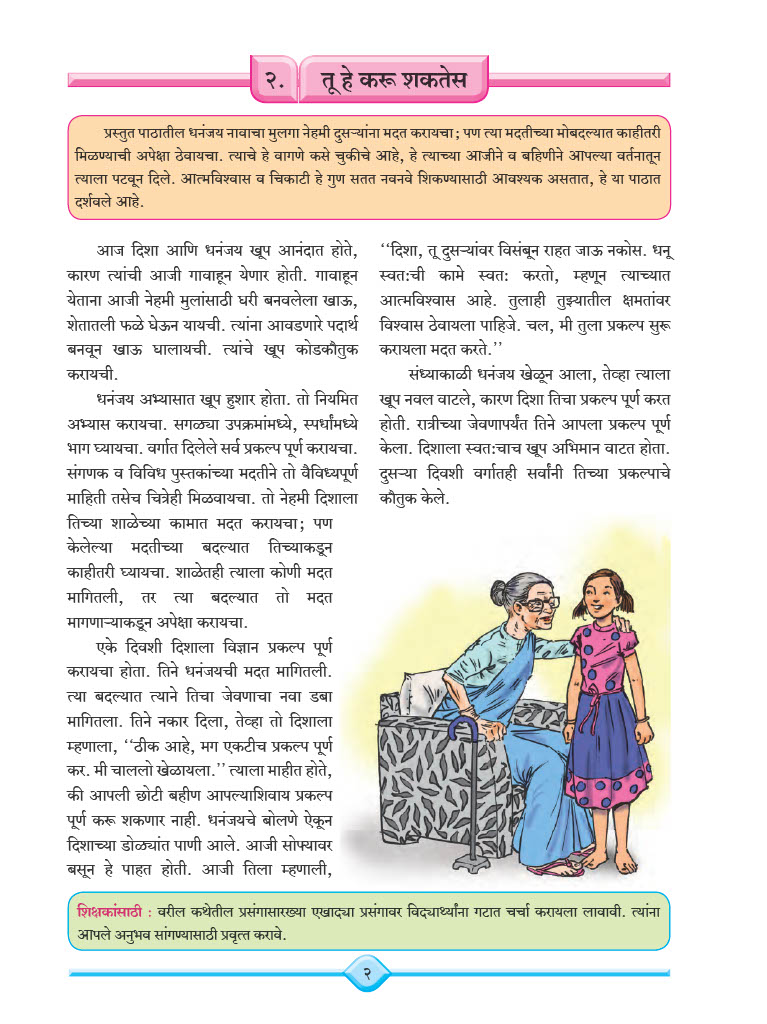 २. तू हे करू शकतेस
प्रस्तुत पाठातील धनंजय नावाचा मुलगा नेहमी दुसऱ्यांना मदत करायचा; पण त्या मदतीच्या मोबदल्यात काहीतरी
मिळण्याची अपेक्षा ठेवायचा. त्याचे हे वागणे कसे चुकीचे आहे, हे त्याच्या आजीने व बहिणीने आपल्या वर्तनातून
त्याला पटवून दिले. आत्मविश्वास व चिकाटी हे गुण सतत नवनवे शिकण्यासाठी आवश्यक असतात, हे या पाठात
दर्शवले आहे.
आज दिशा आणि धनंजय खूप आनंदात होते,
कारण त्यांची आजी गावाहून येणार होती. गावाहून
येताना आजी नेहमी मुलांसाठी घरी बनवलेला खाऊ,
शेतातली फळे घेऊन यायची. त्यांना आवडणारे पदार्थ
बनवून खाऊ घालायची. त्यांचे खूप कोडकौतुक
करायची.
धनंजय अभ्यासात खूप हुशार होता. तो नियमित
अभ्यास करायचा. सगळ्या उपक्रमांमध्ये, स्पर्धांमध्ये
भाग घ्यायचा. वर्गात दिलेले सर्व प्रकल्प पूर्ण करायचा.
संगणक व विविध पुस्तकांच्या मदतीने तो वैविध्यपूर्ण
माहिती तसेच चित्रेही मिळवायचा. तो नेहमी दिशाला
तिच्या शाळेच्या कामात मदत करायचा; पण
केलेल्या मदतीच्या बदल्यात तिच्याकडून
काहीतरी घ्यायचा. शाळेतही त्याला कोणी मदत
मागितली, तर त्या बदल्यात तो मदत
मागणाऱ्याकडून अपेक्षा करायचा.
एके दिवशी दिशाला विज्ञान प्रकल्प पूर्ण
करायचा होता. तिने धनंजयची मदत मागितली.
त्या बदल्यात त्याने तिचा जेवणाचा नवा डबा
मागितला. तिने नकार दिला, तेव्हा तो दिशाला
म्हणाला, ‘‘ठीक आहे, मग एकटीच प्रकल्प पूर्ण
कर. मी चाललो खेळायला.’’ त्याला माहीत होते,
की आपली छोटी बहीण आपल्याशिवाय प्रकल्प
पूर्ण करू शकणार नाही. धनंजयचे बोलणे ऐकून
दिशाच्या डोळ्यांत पाणी आले. आजी सोफ्यावर
बसून हे पाहत होती. आजी तिला म्हणाली,
‘‘दिशा, तू दुसऱ्यांवर विसंबून राहत जाऊ नकोस. धनू
स्वत:ची कामे स्वत: करतो, म्हणून त्याच्यात
आत्मविश्वास आहे. तुलाही तुझ्यातील क्षमतांवर
विश्वास ठेवायला पाहिजे. चल, मी तुला प्रकल्प सुरू
करायला मदत करते.’’
संध्याकाळी धनंजय खेळून आला, तेव्हा त्याला
खूप नवल वाटले, कारण दिशा तिचा प्रकल्प पूर्ण करत
होती. रात्रीच्या जेवणापर्यंत तिने आपला प्रकल्प पूर्ण
केला. दिशाला स्वत:चाच खूप अभिमान वाटत होता.
दुसऱ्या दिवशी वर्गातही सर्वांनी तिच्या प्रकल्पाचे
कौतुक केले.
शिक्षकांसाठी : वरील कथेतील प्रसंगासारख्या एखाद्या प्रसंगावर विद्यार्थ्यांना गटात चर्चा करायला लावावी. त्यांना
आपले अनुभव सांगण्यासाठी प्रवृत्त करावे.
२